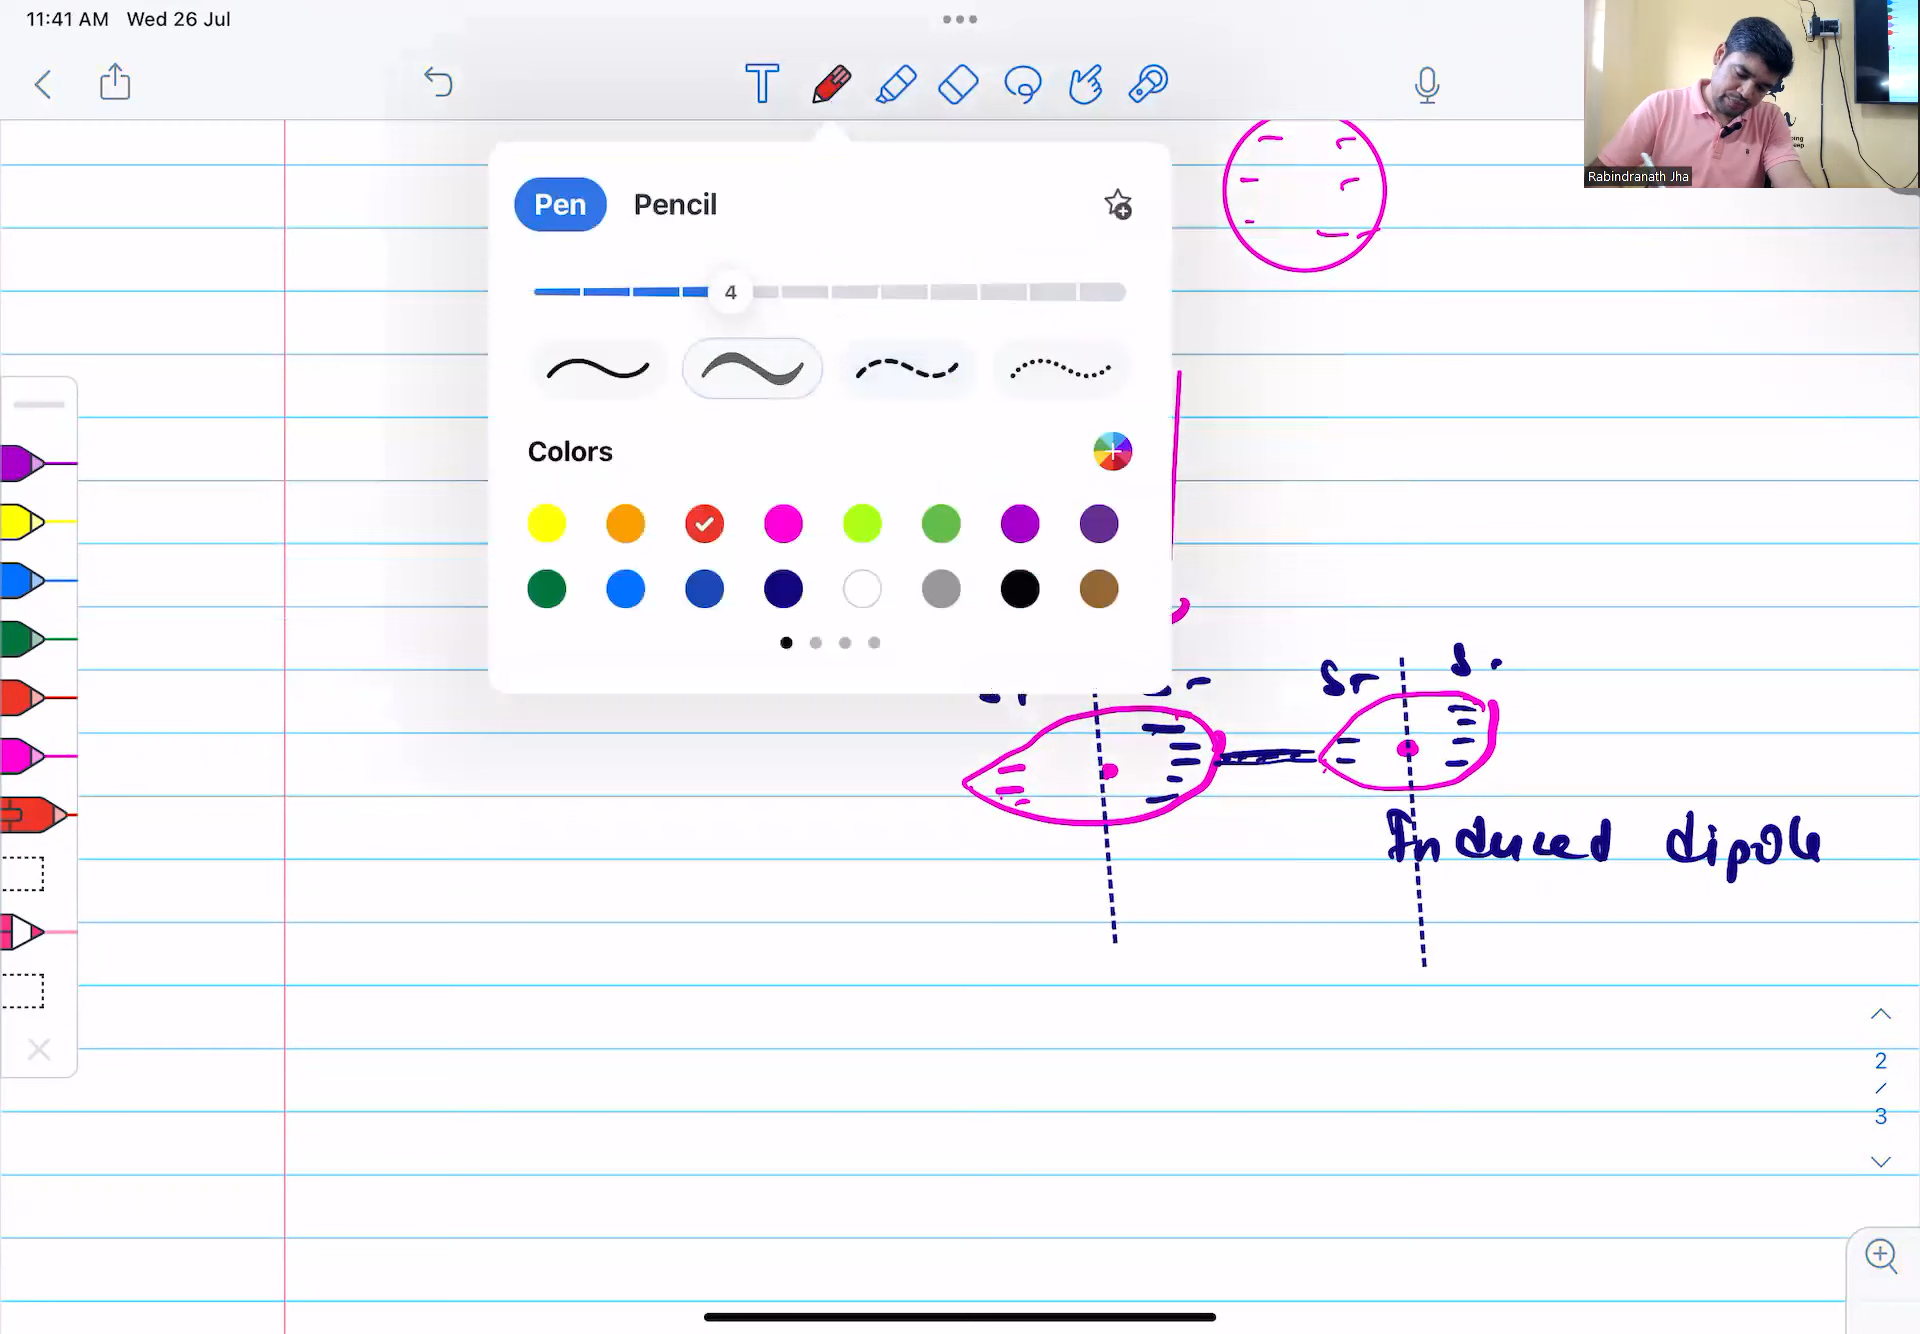 11:41 AM Wed 26 Jul
Rabindranath Jha
Pen Pencil
4
Colors
Induced dipole
2
/
3